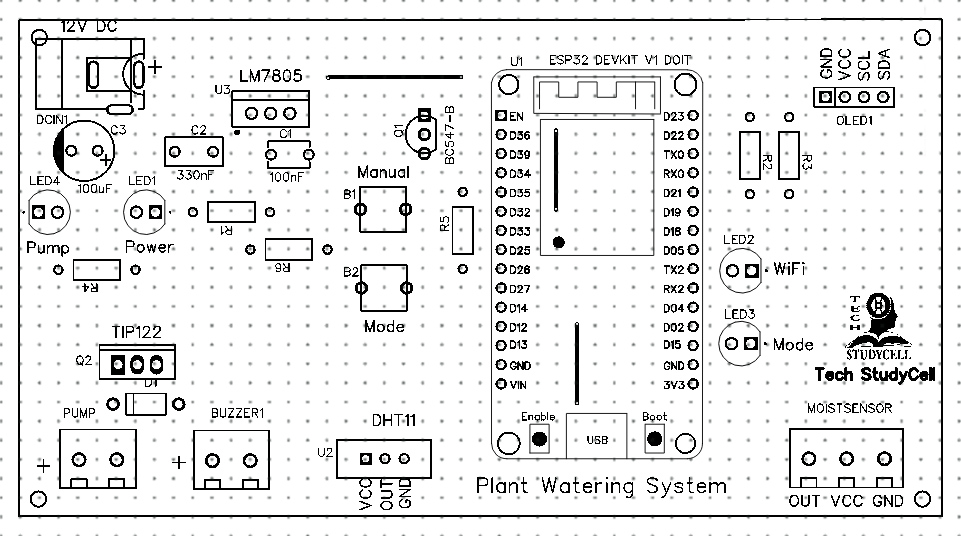 12V DC
+
DCIN1
LM7805
U3
U1
ESP32 DEVKIT V1 DOIT
GND
VCC
SCL
SDA
OLED1
C3
+
100uF
C2
330nF
C1
100nF
Q1
BC547-B
LED4
Pump
LED1
Power
R1
R6
R4
Manual
B1
B2
Mode
R5
EN
D36
D39
D34
D35
D32
D33
D25
D26
D27
D14
D12
D13
GND
VIN
D23
D22
TX0
RX0
D21
D19
D18
D05
TX2
RX2
D04
D02
D15
GND
3V3
Enable
USB
Boot
R2
R3
LED2
WiFi
LED3
Mode
TECH
STUDYCELL
Tech StudyCell
TIP122
Q2
D1
PUMP
+
BUZZER1
+
DHT11
U2
VCC
OUT
GND
Plant Watering System
MOISTSENSOR
OUT VCC GND